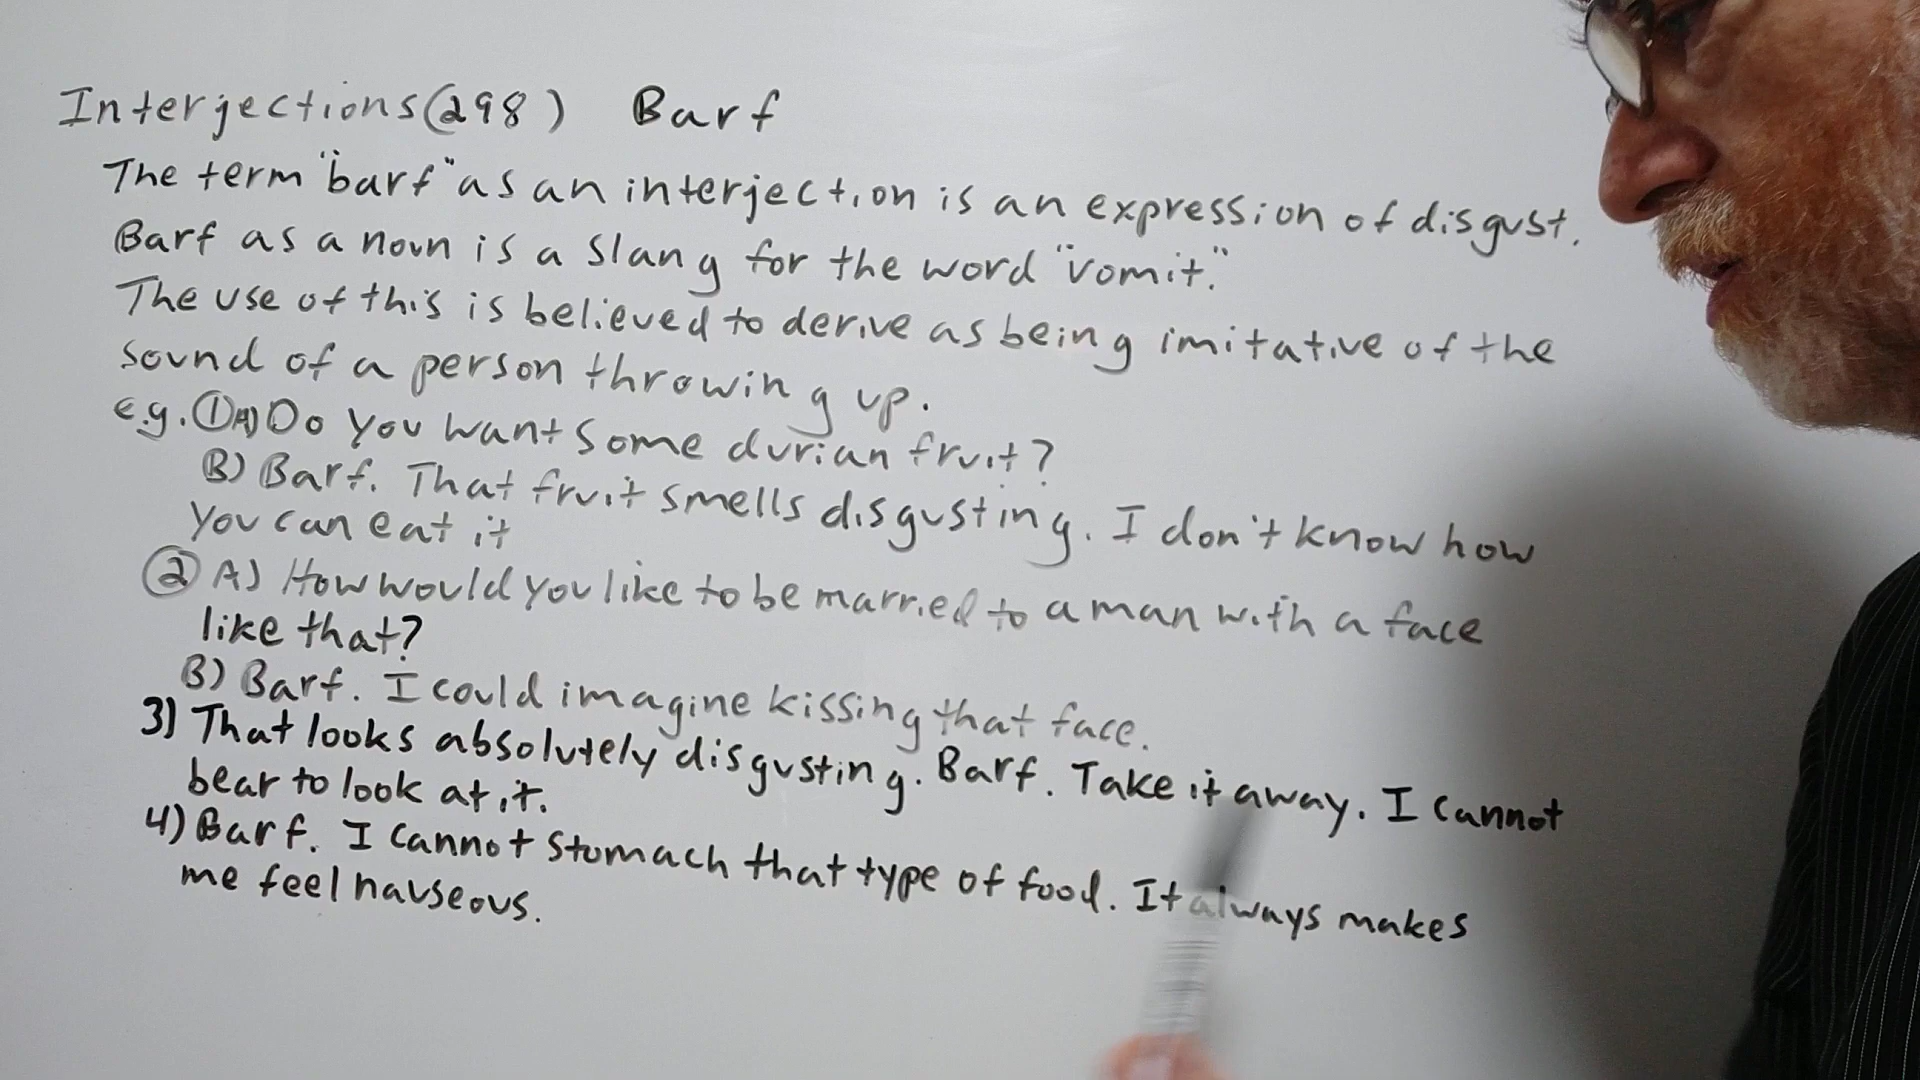 Interjections(298) Barf
The term "barf" as an interjection is an expression of disgust.
Barf as a noun is a slang for the word "vomit."
The use of this is believed to derive as being imitative of the
sound of a person throwing up.
e.g. ① A) Do you want some durian fruit?
B) Barf. That fruit smells disgusting. I don't know how
you can eat it
② A) How would you like to be married to a man with a face
like that?
B) Barf. I could imagine kissing that face.
3) That looks absolutely disgusting. Barf. Take it away. I cannot
bear to look at it.
4) Barf. I cannot stomach that type of food. It always makes
me feel nauseous.